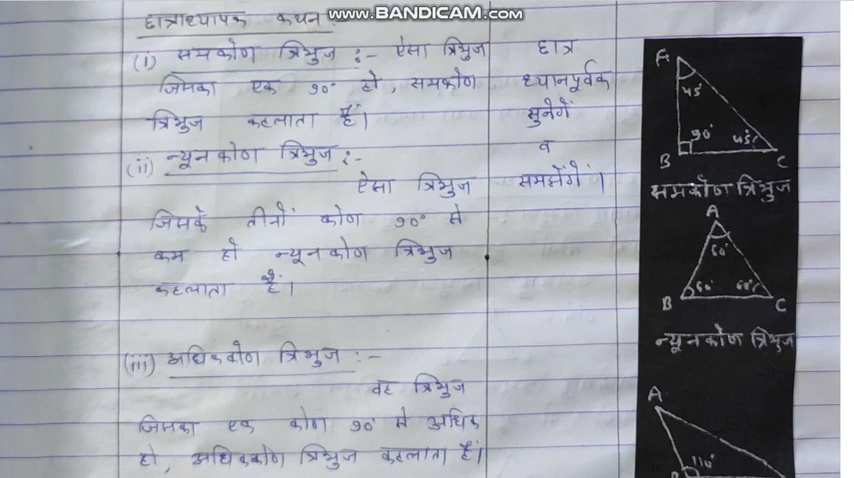 www.BANDICAM.com
छात्राध्यापक कथन :
(i) समकोण त्रिभुज :- ऐसा त्रिभुज
जिसका एक 90° हो, समकोण
त्रिभुज कहलाता है।
(ii) न्यूनकोण त्रिभुज :-
ऐसा त्रिभुज
जिसके तीनों कोण 90° से
कम हो न्यूनकोण त्रिभुज
कहलाता है।
(iii) अधिककोण त्रिभुज :-
वह त्रिभुज
जिसका एक कोण 90° से अधिक
हो, अधिककोण त्रिभुज कहलाता है।
छात्र
ध्यानपूर्वक
सुनेगें
व
समझेंगें।
A
45°
90° 45°
B C
समकोण त्रिभुज
A
60°
60° 60°
B C
न्यूनकोण त्रिभुज
A
110°
B